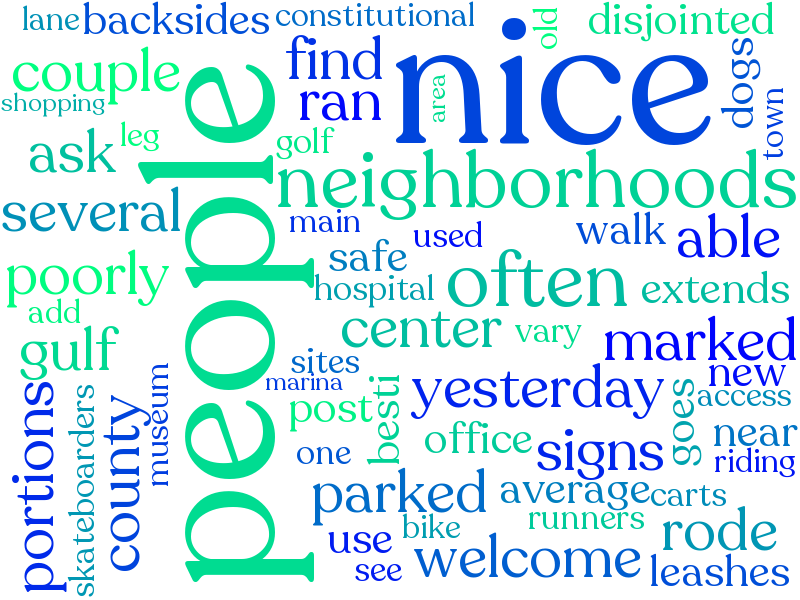 lane
backsides
constitutional
old
disjointed
couple
find
nice
shopping
ran
area
dogs
town
ask
leg
people
golf
neighborhoods
several
main
used
walk
able
safe
poorly
hospital
often
extends
add
gulf
center
vary
marked
sites
marina
new
portions
skateboarders
county
museum
post
besti
yesterday
goes
access
one
office
signs
near
riding
parked
average
carts
bike
runners
rode
use
see
welcome
leashes